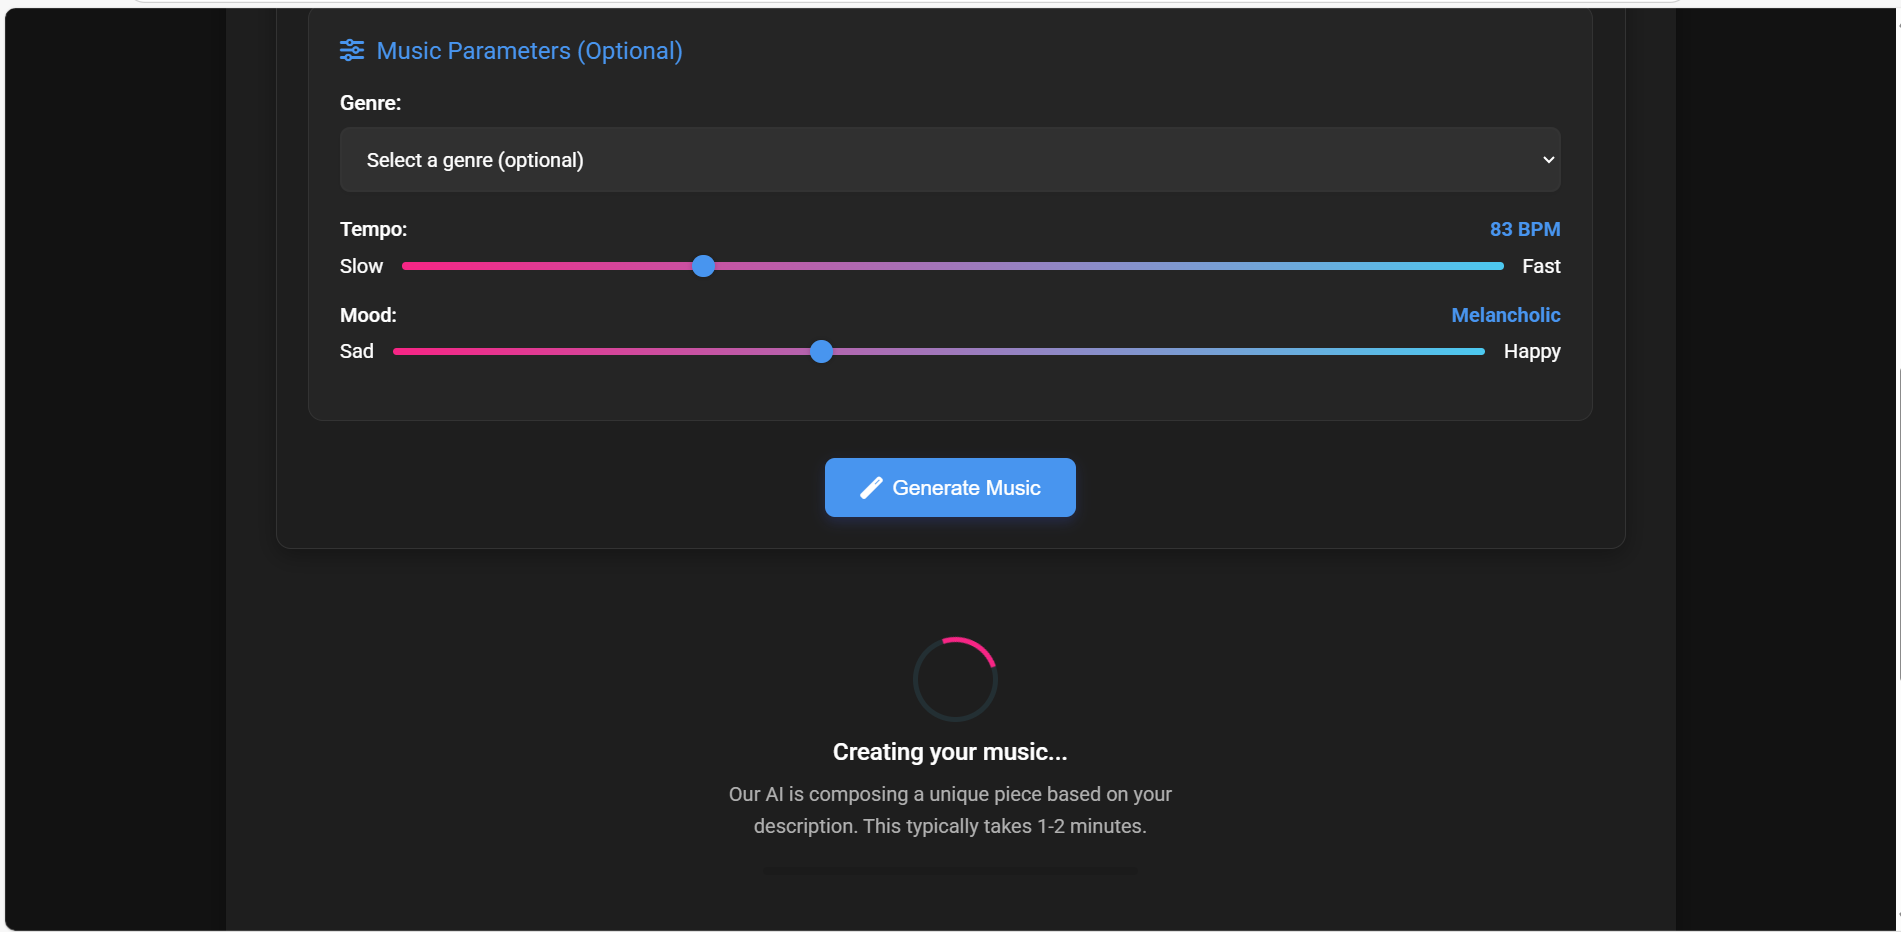 Music Parameters (Optional)
Genre:
Select a genre (optional)
Tempo:
83 BPM
Slow
Fast
Mood:
Melancholic
Sad
Happy
Generate Music
Creating your music...
Our AI is composing a unique piece based on your
description. This typically takes 1-2 minutes.